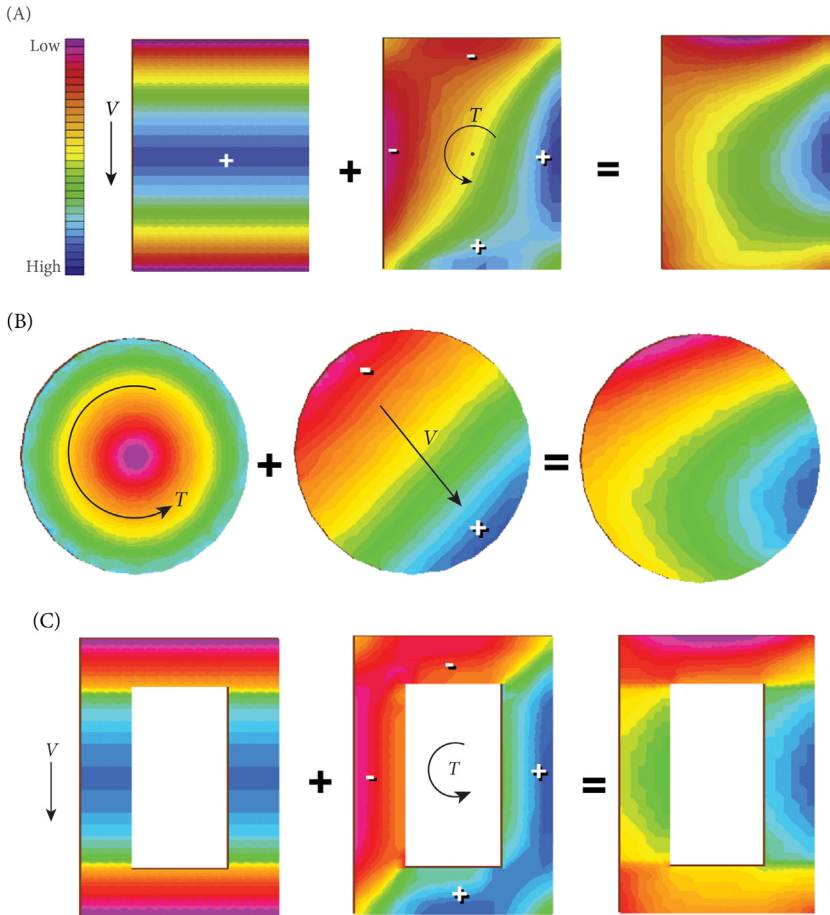 (A)
Low
High
V
+
+
-
-
T
+
+
=
(B)
T
+
-
V
+
=
(C)
V
+
-
-
T
+
+
=